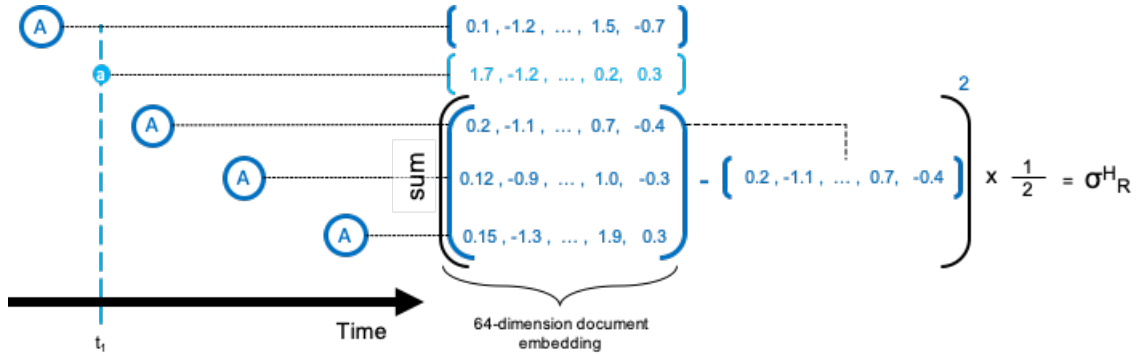 A
0.1 , -1.2 , ... , 1.5, -0.7
a
1.7 , -1.2 , ... , 0.2, 0.3
2
A
0.2 , -1.1 , ... , 0.7, -0.4
sum
A
0.12 , -0.9 , ... , 1.0, -0.3
- [ 0.2 , -1.1 , ... , 0.7, -0.4 ] x 1/2 = σᴴR
A
0.15 , -1.3 , ... , 1.9, 0.3
Time
64-dimension document
embedding
t₁